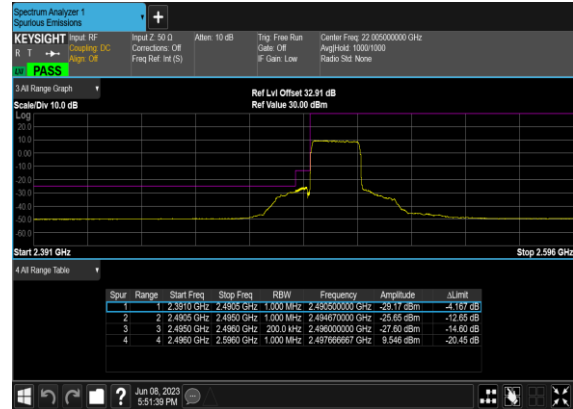 Spectrum Analyzer 1
Spurious Emissions
+
KEYSIGHT
R T
PASS
Input: RF
Coupling: DC
Align: Off
Input Z: 50 Ω
Corrections: Off
Freq Ref: Int (S)
Atten: 10 dB
Trig: Free Run
Gate: Off
IF Gain: Low
Center Freq: 22.005000000 GHz
Avg|Hold: 1000/1000
Radio Std: None
3 All Range Graph
Scale/Div 10.0 dB
Ref Lvl Offset 32.91 dB
Ref Value 30.00 dBm
Log
20.0
10.0
0.00
-10.0
-20.0
-30.0
-40.0
-50.0
-60.0
Start 2.391 GHz
Stop 2.596 GHz
4 All Range Table
Spur Range Start Freq Stop Freq RBW Frequency Amplitude ΔLimit
1 1 2.3910 GHz 2.4905 GHz 1.000 MHz 2.490500000 GHz -29.17 dBm -4.167 dB
2 2 2.4905 GHz 2.4950 GHz 1.000 MHz 2.494670000 GHz -25.65 dBm -12.65 dB
3 3 2.4950 GHz 2.4960 GHz 200.0 kHz 2.496000000 GHz -27.60 dBm -14.60 dB
4 4 2.4960 GHz 2.5960 GHz 1.000 MHz 2.497666667 GHz 9.546 dBm -20.45 dB
?
Jun 08, 2023
5:51:39 PM